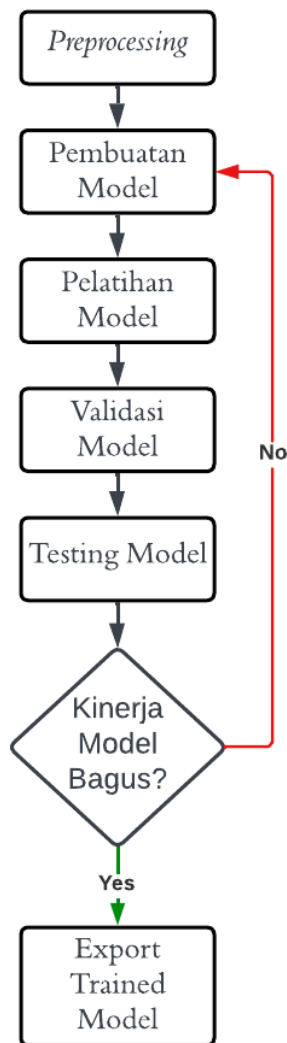 Preprocessing
Pembuatan
Model
Pelatihan
Model
Validasi
Model
No
Testing Model
Kinerja
Model
Bagus?
Yes
Export
Trained
Model